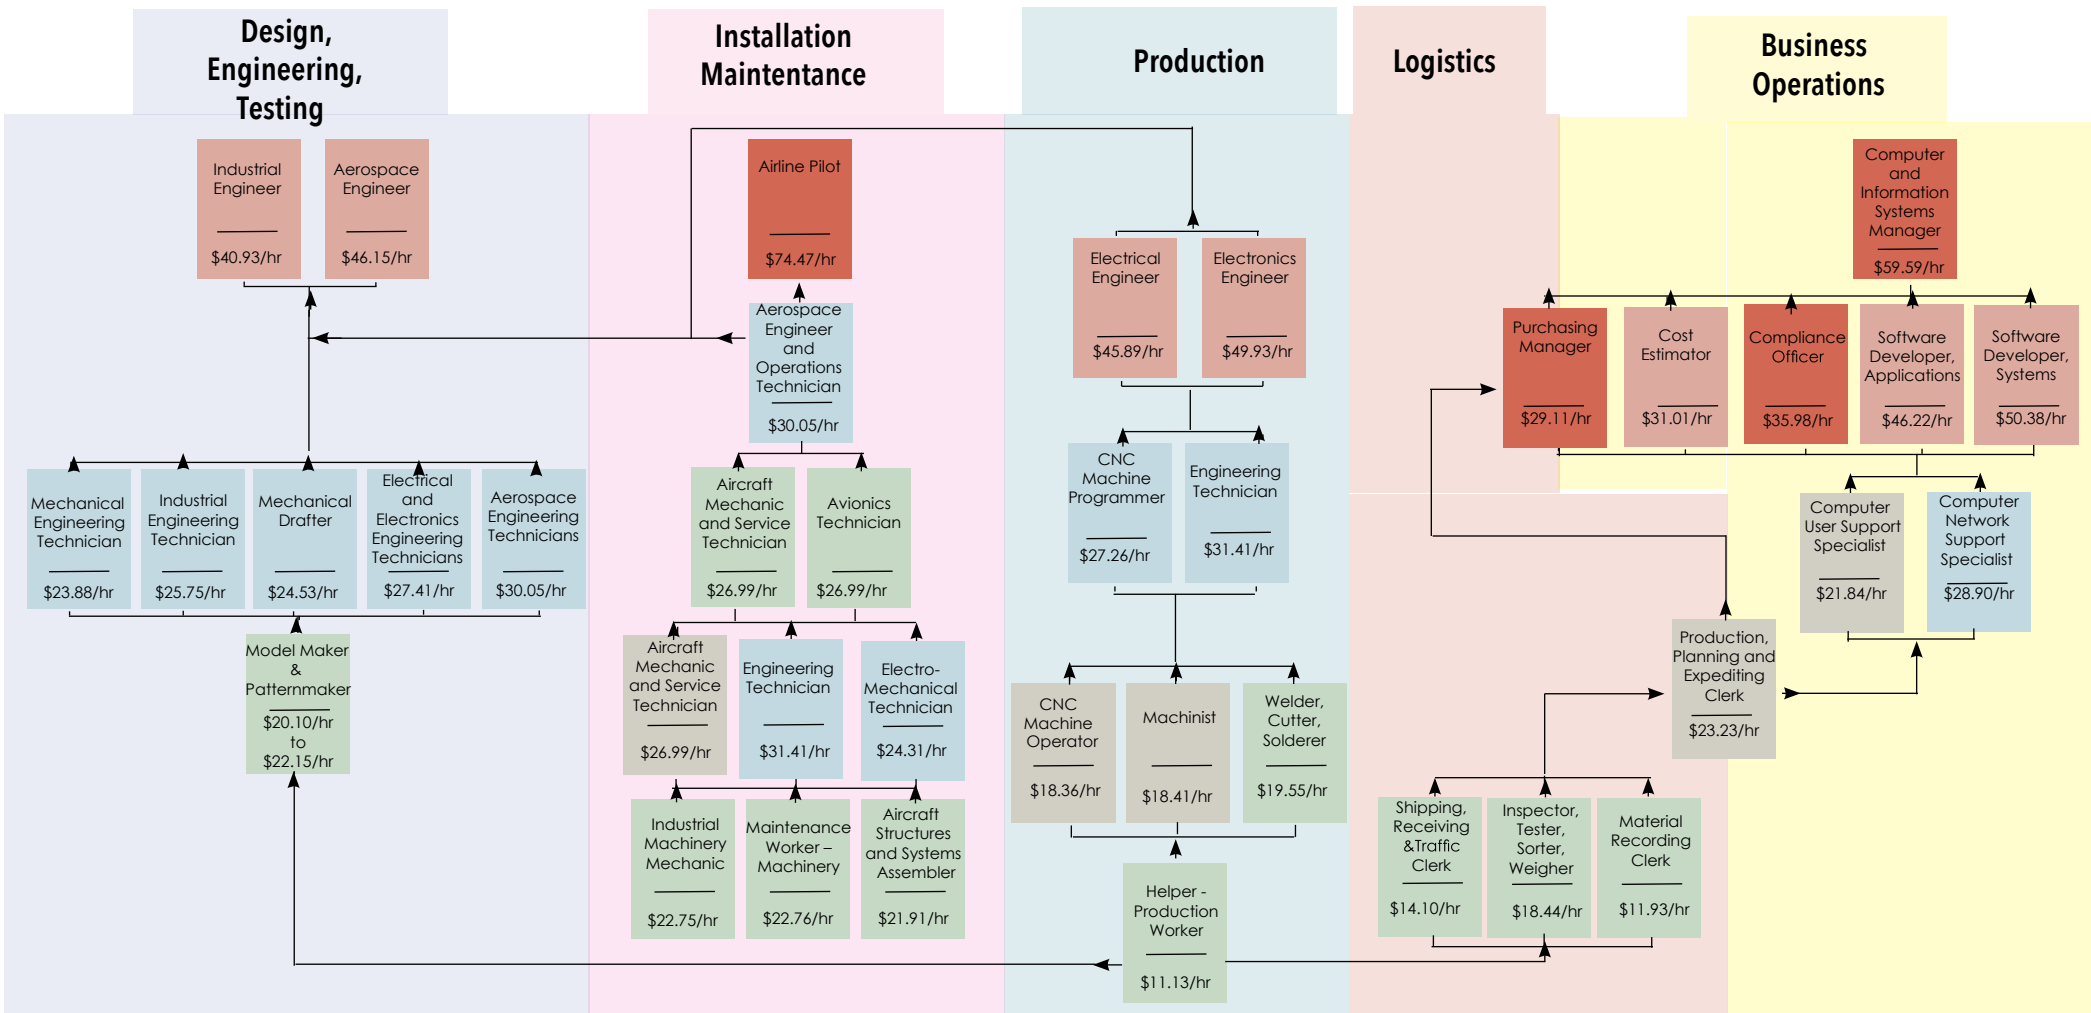 Design,
Engineering,
Testing
Installation
Maintentance
Production
Logistics
Business
Operations
Industrial
Engineer
$40.93/hr
Aerospace
Engineer
$46.15/hr
Mechanical
Engineering
Technician
$23.88/hr
Industrial
Engineering
Technician
$25.75/hr
Mechanical
Drafter
$24.53/hr
Electrical
and
Electronics
Engineering
Technicians
$27.41/hr
Aerospace
Engineering
Technicians
$30.05/hr
Model Maker
&
Patternmaker
$20.10/hr
to
$22.15/hr
Airline Pilot
$74.47/hr
Aerospace
Engineer
and
Operations
Technician
$30.05/hr
Aircraft
Mechanic
and Service
Technician
$26.99/hr
Avionics
Technician
$26.99/hr
Aircraft
Mechanic
and Service
Technician
$26.99/hr
Engineering
Technician
$31.41/hr
Electro-
Mechanical
Technician
$24.31/hr
Industrial
Machinery
Mechanic
$22.75/hr
Maintenance
Worker –
Machinery
$22.76/hr
Aircraft
Structures
and Systems
Assembler
$21.91/hr
Electrical
Engineer
$45.89/hr
Electronics
Engineer
$49.93/hr
CNC
Machine
Programmer
$27.26/hr
Engineering
Technician
$31.41/hr
CNC
Machine
Operator
$18.36/hr
Machinist
$18.41/hr
Welder,
Cutter,
Solderer
$19.55/hr
Helper -
Production
Worker
$11.13/hr
Computer
and
Information
Systems
Manager
$59.59/hr
Purchasing
Manager
$29.11/hr
Cost
Estimator
$31.01/hr
Compliance
Officer
$35.98/hr
Software
Developer,
Applications
$46.22/hr
Software
Developer,
Systems
$50.38/hr
Computer
User Support
Specialist
$21.84/hr
Computer
Network
Support
Specialist
$28.90/hr
Production,
Planning and
Expediting
Clerk
$23.23/hr
Shipping,
Receiving
&Traffic
Clerk
$14.10/hr
Inspector,
Tester,
Sorter,
Weigher
$18.44/hr
Material
Recording
Clerk
$11.93/hr